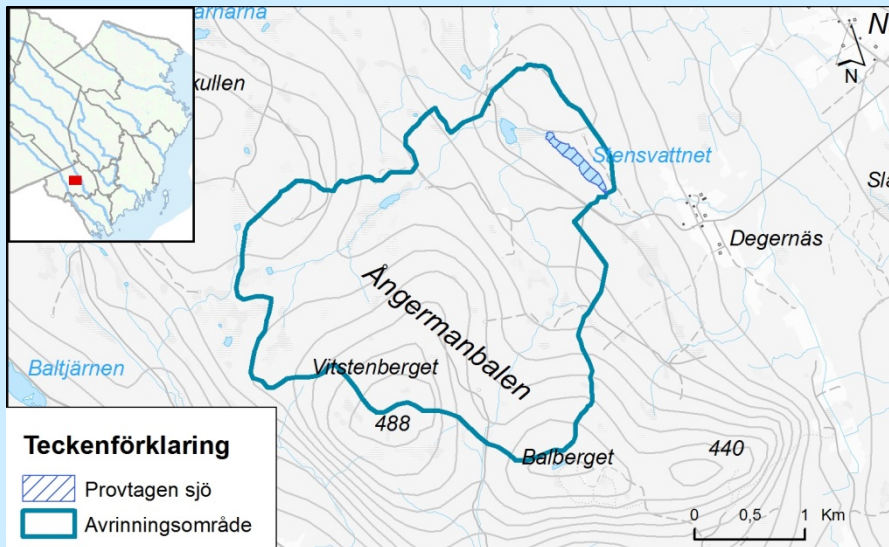 kullen
N
N
Stensvattnet
Degernäs
Ångermanbalen
Baltjärnen
Vitstenberget
488
440
Balberget
Teckenförklaring
Provtagen sjö
Avrinningsområde
0 0,5 1 Km